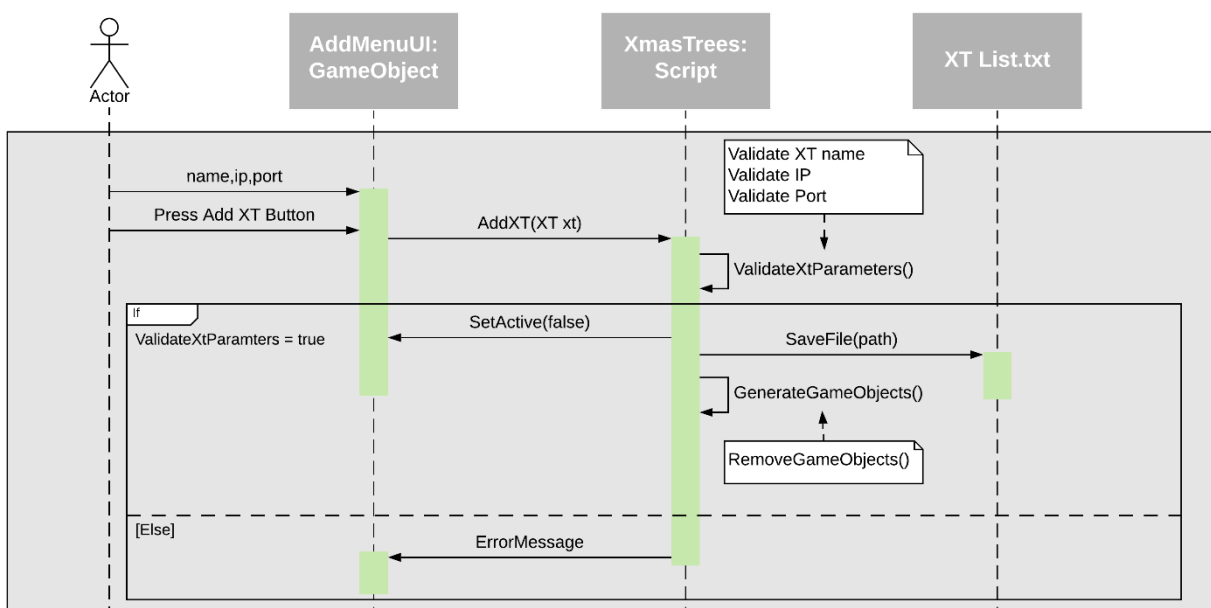 AddMenuUI:
GameObject
XmasTrees:
Script
XT List.txt
Actor
Validate XT name
Validate IP
Validate Port
name,ip,port
Press Add XT Button
AddXT(XT xt)
ValidateXtParameters()
If
ValidateXtParamters = true
SetActive(false)
SaveFile(path)
GenerateGameObjects()
RemoveGameObjects()
[Else]
ErrorMessage